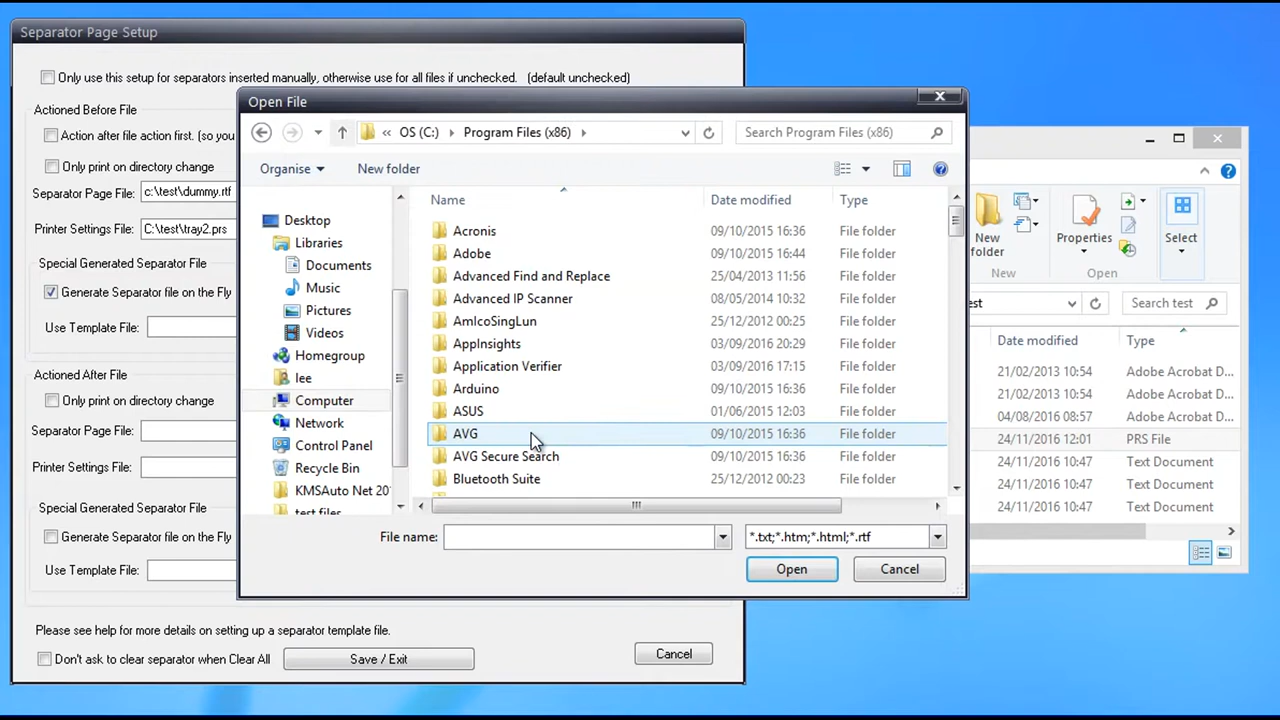 Separator Page Setup
Only use this setup for separators inserted manually, otherwise use for all files if unchecked. (default unchecked)
Actioned Before File
Action after file action first. (so you
Only print on directory change
Separator Page File: c:\test\dummy.rtf
Printer Settings File: C:\test\tray2.prs
Special Generated Separator File
Generate Separator file on the Fly
Use Template File:
Actioned After File
Only print on directory change
Separator Page File:
Printer Settings File:
Special Generated Separator File
Generate Separator file on the Fly
Use Template File:
Please see help for more details on setting up a separator template file.
Don't ask to clear separator when Clear All
Save / Exit
Cancel
Open File
« OS (C:) Program Files (x86)
Search Program Files (x86)
Organise
New folder
Desktop
Libraries
Documents
Music
Pictures
Videos
Homegroup
lee
Computer
Network
Control Panel
Recycle Bin
KMSAuto Net 20
test files
Name Date modified Type
Acronis 09/10/2015 16:36 File folder
Adobe 09/10/2015 16:44 File folder
Advanced Find and Replace 25/04/2013 11:56 File folder
Advanced IP Scanner 08/05/2014 10:32 File folder
AmIcoSingLun 25/12/2012 00:25 File folder
AppInsights 03/09/2016 20:29 File folder
Application Verifier 03/09/2016 17:15 File folder
Arduino 09/10/2015 16:36 File folder
ASUS 01/06/2015 12:03 File folder
AVG 09/10/2015 16:36 File folder
AVG Secure Search 09/10/2015 16:36 File folder
Bluetooth Suite 25/12/2012 00:23 File folder
File name:
*.txt;*.htm;*.html;*.rtf
Open
Cancel
New
folder
Properties
Select
New
Open
est
Search test
Date modified Type
21/02/2013 10:54 Adobe Acrobat D...
21/02/2013 10:54 Adobe Acrobat D...
04/08/2016 08:57 Adobe Acrobat D...
24/11/2016 12:01 PRS File
24/11/2016 10:47 Text Document
24/11/2016 10:47 Text Document
24/11/2016 10:47 Text Document